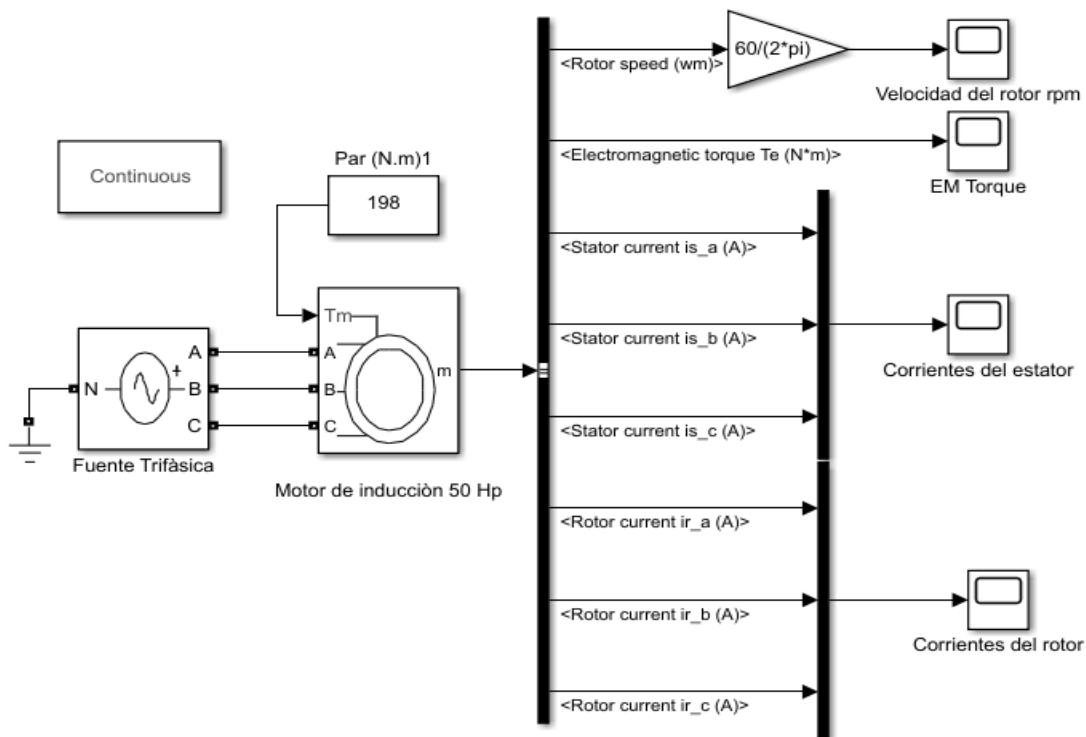 60/(2*pi)
<Rotor speed (wm)>
Velocidad del rotor rpm
<Electromagnetic torque Te (N*m)>
EM Torque
Continuous
Par (N.m)1
198
<Stator current is_a (A)>
Tm
A
B
C
m
N
A
+
B
C
Fuente Trifàsica
Motor de inducciòn 50 Hp
<Stator current is_b (A)>
Corrientes del estator
<Stator current is_c (A)>
<Rotor current ir_a (A)>
<Rotor current ir_b (A)>
Corrientes del rotor
<Rotor current ir_c (A)>